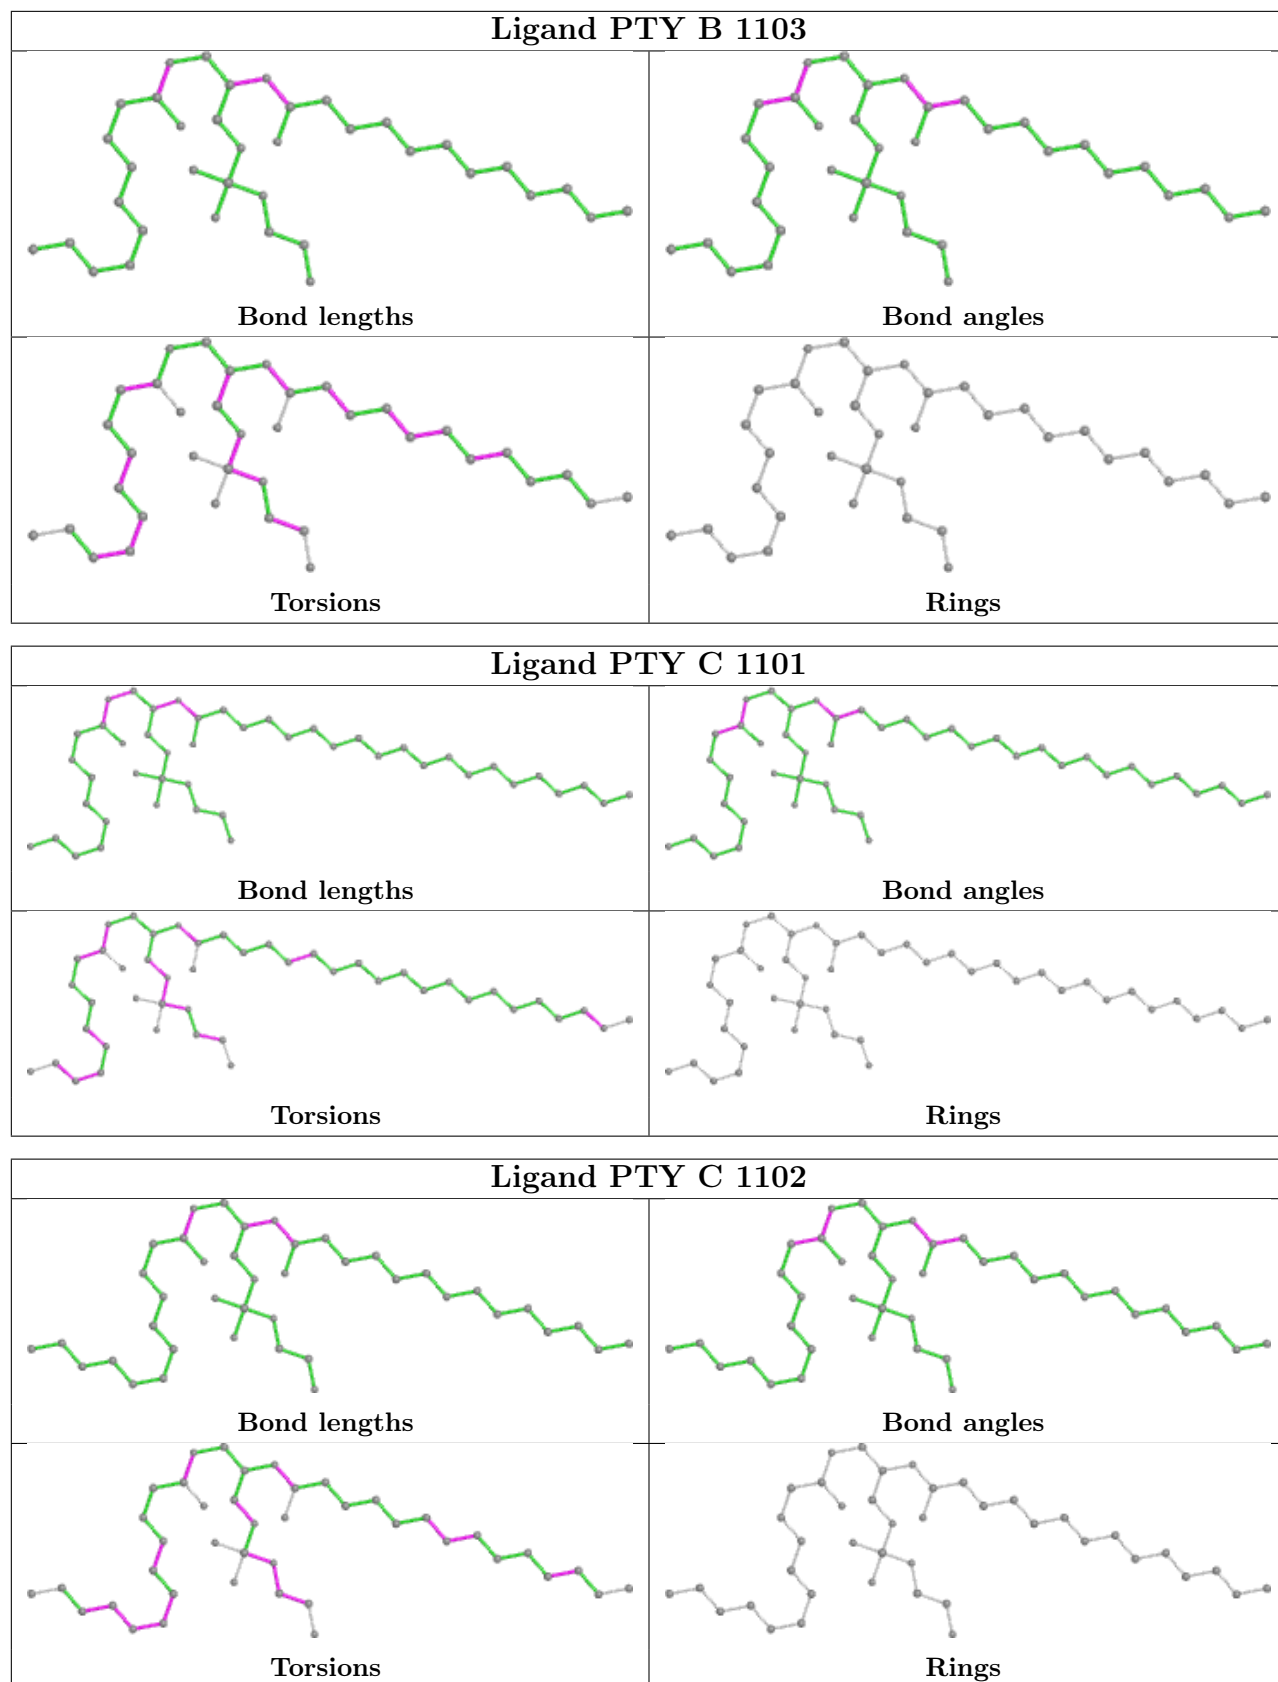 Ligand PTY B 1103
Bond lengths
Bond angles
Torsions
Rings
Ligand PTY C 1101
Bond lengths
Bond angles
Torsions
Rings
Ligand PTY C 1102
Bond lengths
Bond angles
Torsions
Rings